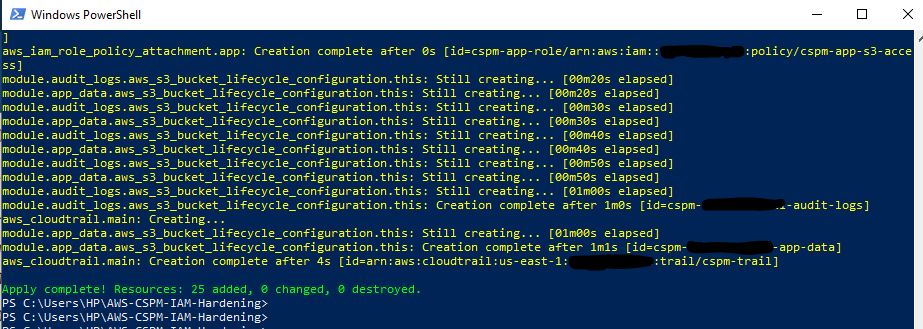 Windows PowerShell
]
aws_iam_role_policy_attachment.app: Creation complete after 0s [id=cspm-app-role/arn:aws:iam:: :policy/cspm-app-s3-acce
ss]
module.audit_logs.aws_s3_bucket_lifecycle_configuration.this: Still creating... [00m20s elapsed]
module.app_data.aws_s3_bucket_lifecycle_configuration.this: Still creating... [00m20s elapsed]
module.audit_logs.aws_s3_bucket_lifecycle_configuration.this: Still creating... [00m30s elapsed]
module.app_data.aws_s3_bucket_lifecycle_configuration.this: Still creating... [00m30s elapsed]
module.audit_logs.aws_s3_bucket_lifecycle_configuration.this: Still creating... [00m40s elapsed]
module.app_data.aws_s3_bucket_lifecycle_configuration.this: Still creating... [00m40s elapsed]
module.audit_logs.aws_s3_bucket_lifecycle_configuration.this: Still creating... [00m50s elapsed]
module.app_data.aws_s3_bucket_lifecycle_configuration.this: Still creating... [00m50s elapsed]
module.audit_logs.aws_s3_bucket_lifecycle_configuration.this: Still creating... [01m00s elapsed]
module.audit_logs.aws_s3_bucket_lifecycle_configuration.this: Creation complete after 1m0s [id=cspm- -audit-logs]
aws_cloudtrail.main: Creating...
module.app_data.aws_s3_bucket_lifecycle_configuration.this: Still creating... [01m00s elapsed]
module.app_data.aws_s3_bucket_lifecycle_configuration.this: Creation complete after 1m1s [id=cspm- -app-data]
aws_cloudtrail.main: Creation complete after 4s [id=arn:aws:cloudtrail:us-east-1: :trail/cspm-trail]
Apply complete! Resources: 25 added, 0 changed, 0 destroyed.
PS C:\Users\HP\AWS-CSPM-IAM-Hardening>
PS C:\Users\HP\AWS-CSPM-IAM-Hardening>
PS C:\Users\HP\AWS-CSPM-IAM-Hardening>